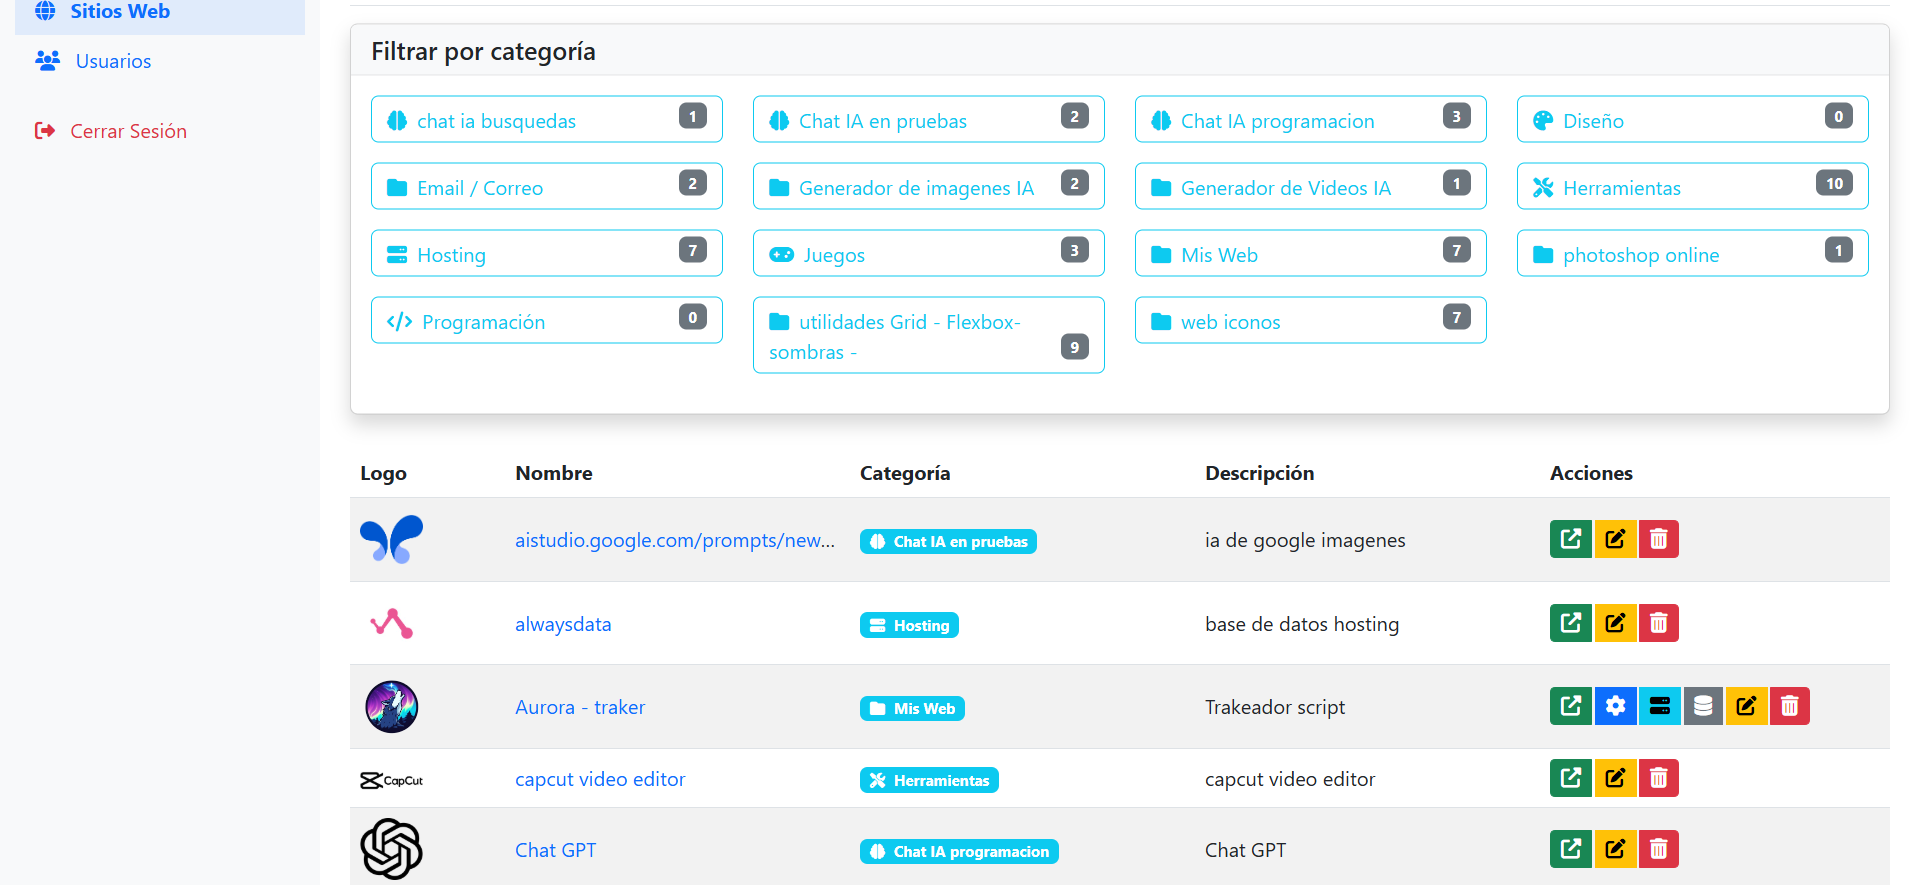 Sitios Web
Usuarios
Cerrar Sesión
Filtrar por categoría
chat ia busquedas 1
Chat IA en pruebas 2
Chat IA programacion 3
Diseño 0
Email / Correo 2
Generador de imagenes IA 2
Generador de Videos IA 1
Herramientas 10
Hosting 7
Juegos 3
Mis Web 7
photoshop online 1
Programación 0
utilidades Grid - Flexbox-
sombras - 9
web iconos 7
Logo Nombre Categoría Descripción Acciones
aistudio.google.com/prompts/new... Chat IA en pruebas ia de google imagenes
alwaysdata Hosting base de datos hosting
Aurora - traker Mis Web Trakeador script
CapCut capcut video editor Herramientas capcut video editor
Chat GPT Chat IA programacion Chat GPT